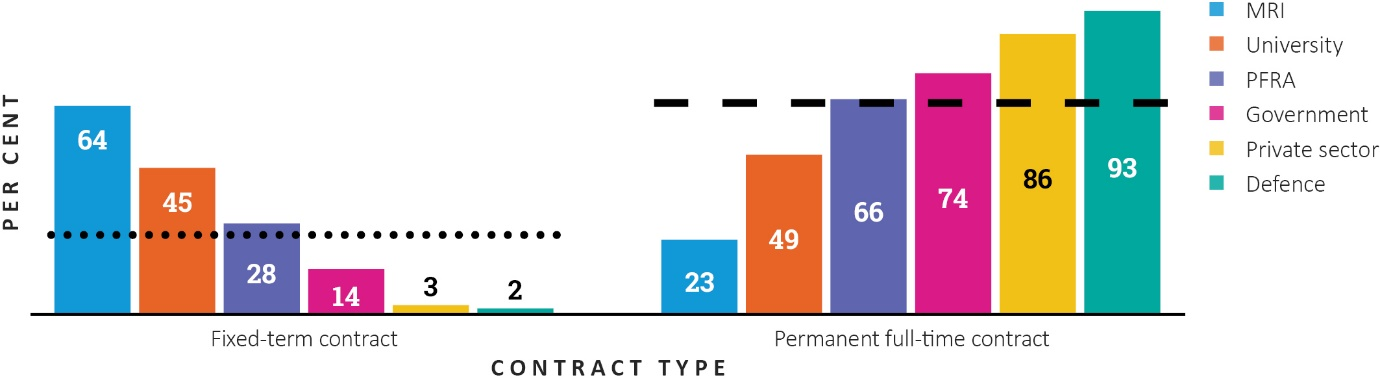 PER CENT
64
45
28
14
3
2
23
49
66
74
86
93
Fixed-term contract
Permanent full-time contract
CONTRACT TYPE
MRI
University
PFRA
Government
Private sector
Defence